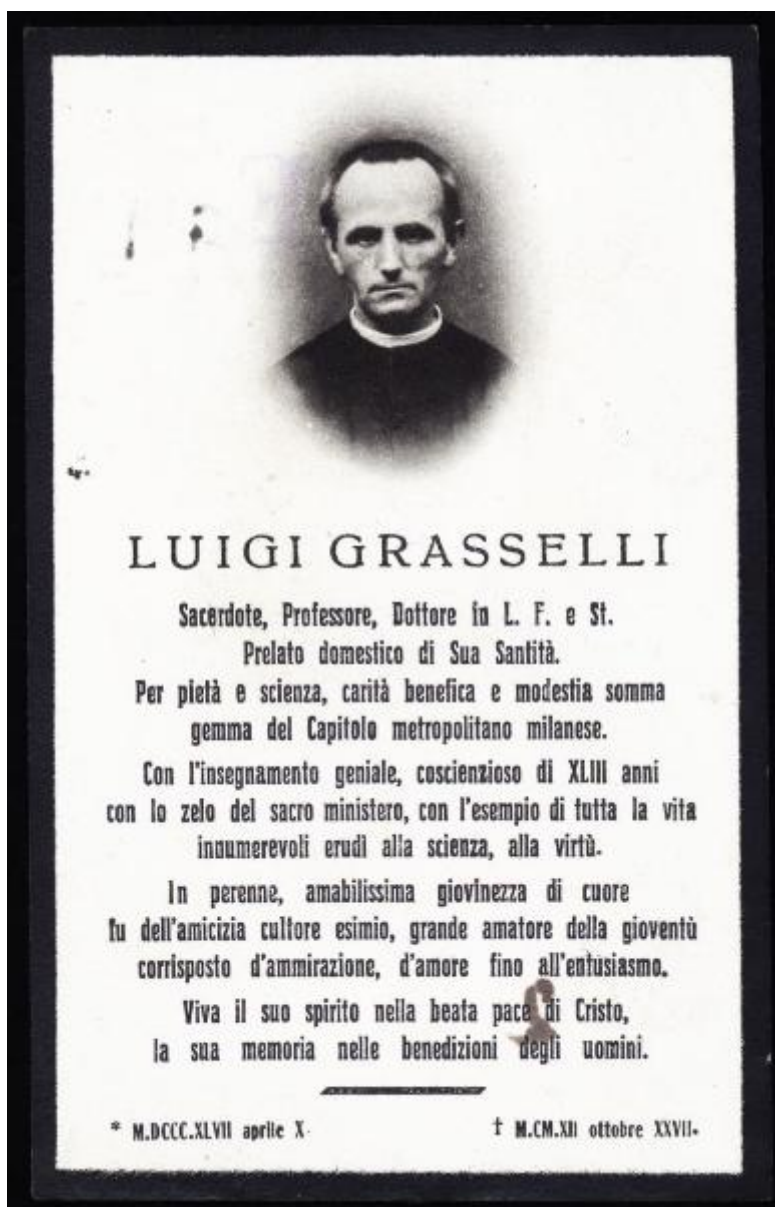 LUIGI GRASSELLI
Sacerdote, Professore, Dottore in L. F. e St.
Prelato domestico di Sua Santità.
Per pietà e scienza, carità benefica e modestia somma
gemma del Capitolo metropolitano milanese.
Con l'insegnamento geniale, coscienzioso di XLIII anni
con lo zelo del sacro ministero, con l'esempio di tutta la vita
innumerevoli erudì alla scienza, alla virtù.
In perenne, amabilissima giovinezza di cuore
fu dell'amicizia cultore esimio, grande amatore della gioventù
corrisposto d'ammirazione, d'amore fino all'entusiasmo.
Viva il suo spirito nella beata pace di Cristo,
la sua memoria nelle benedizioni degli uomini.
* M.DCCC.XLVII aprile X.
† M.CM.XII ottobre XXVII.